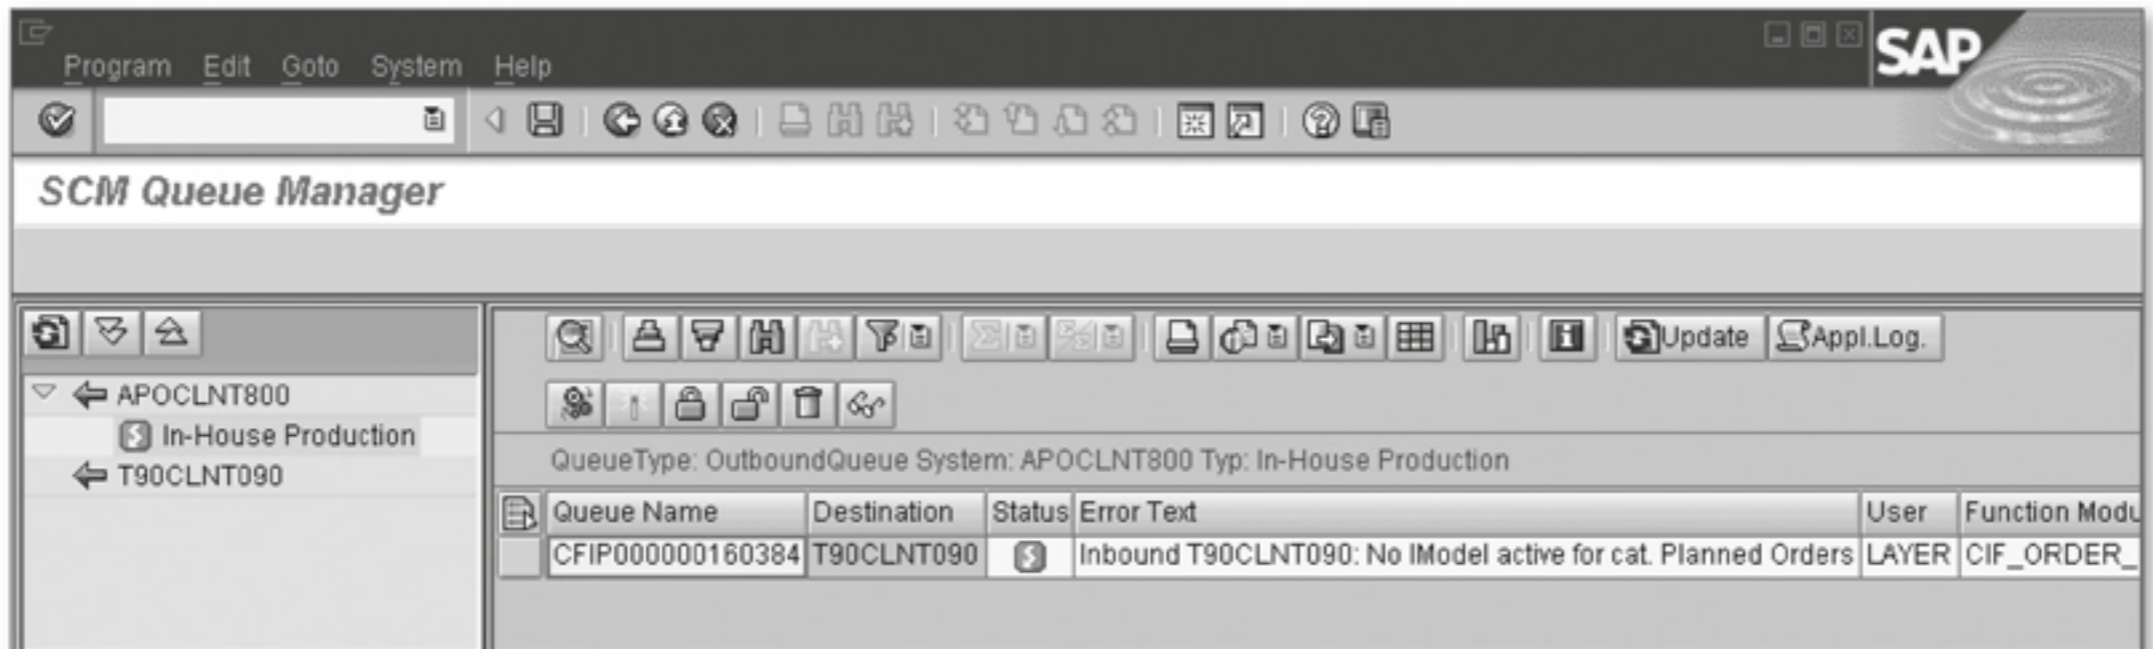 Program Edit Goto System Help
SAP
SCM Queue Manager
Update Appl.Log.
APOCLNT800
In-House Production
T90CLNT090
QueueType: OutboundQueue System: APOCLNT800 Typ: In-House Production
Queue Name Destination Status Error Text User Function Modu
CFIP000000160384 T90CLNT090 Inbound T90CLNT090: No IModel active for cat. Planned Orders LAYER CIF_ORDER_